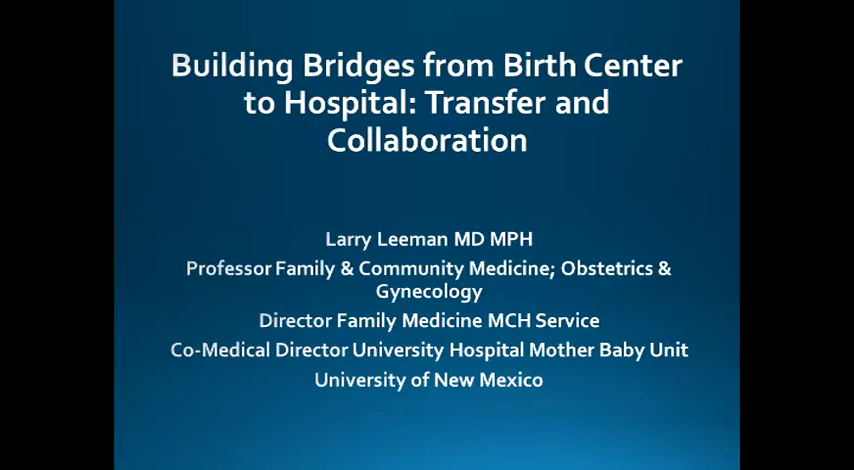 Building Bridges from Birth Center
to Hospital: Transfer and
Collaboration
Larry Leeman MD MPH
Professor Family & Community Medicine; Obstetrics &
Gynecology
Director Family Medicine MCH Service
Co-Medical Director University Hospital Mother Baby Unit
University of New Mexico